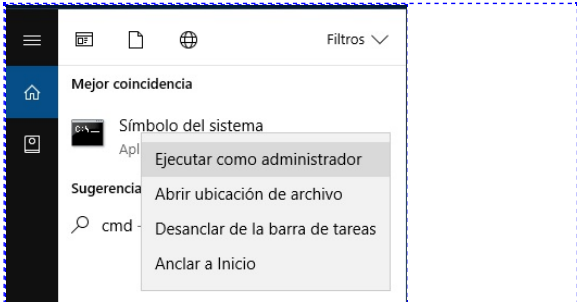 Filtros
Mejor coincidencia
C:\
Símbolo del sistema
Apl
Ejecutar como administrador
Abrir ubicación de archivo
Sugerencia
cmd -
Desanclar de la barra de tareas
Anclar a Inicio